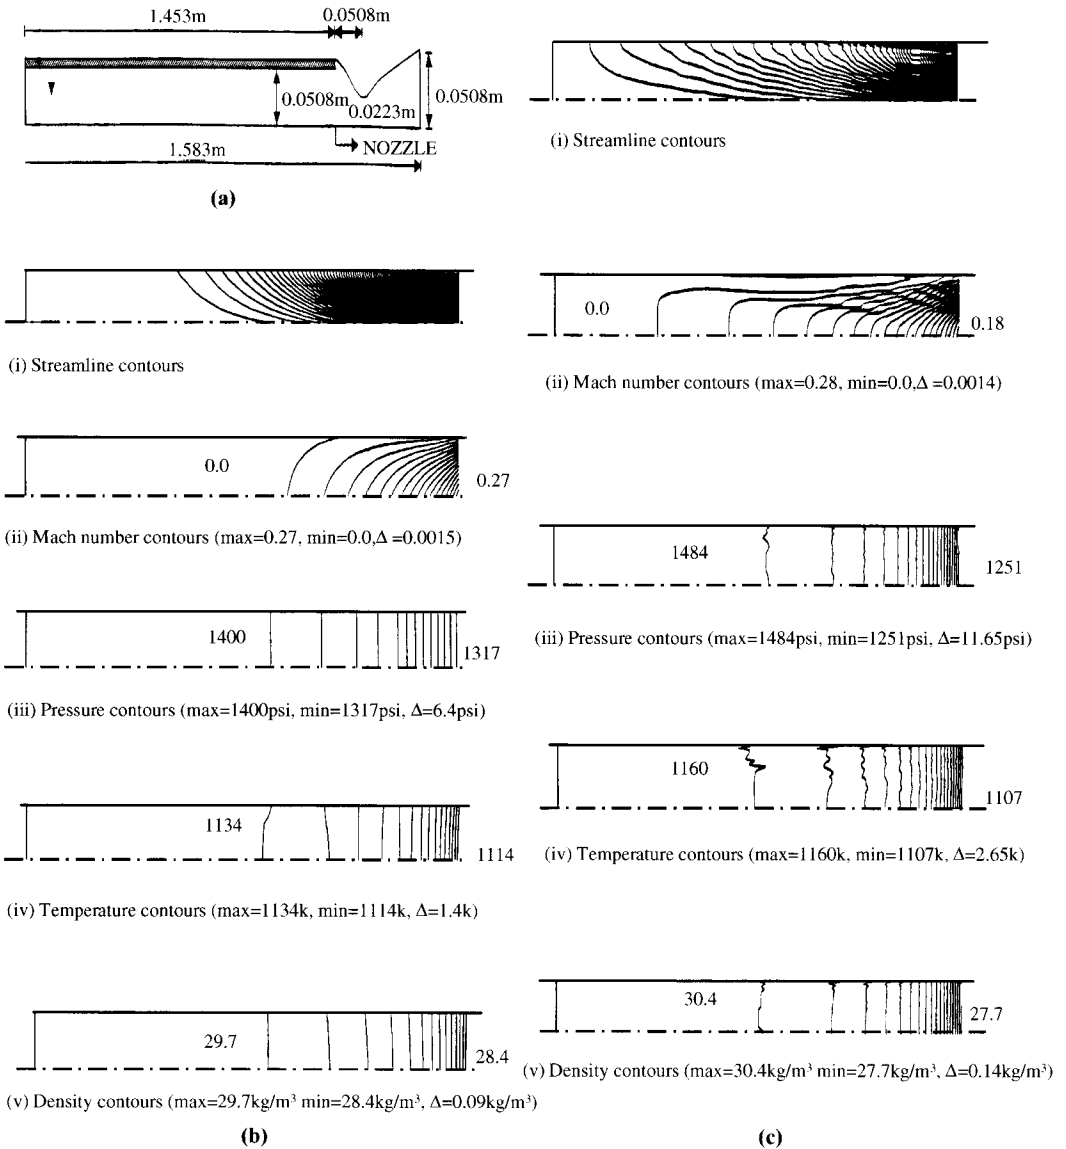 1.453m
0.0508m
0.0508m
0.0223m
0.0508m
NOZZLE
1.583m
(a)
(i) Streamline contours
(ii) Mach number contours (max=0.27, min=0.0,Δ =0.0015)
0.0
0.27
1400
1317
(iii) Pressure contours (max=1400psi, min=1317psi, Δ=6.4psi)
1134
1114
(iv) Temperature contours (max=1134k, min=1114k, Δ=1.4k)
29.7
28.4
(v) Density contours (max=29.7kg/m³ min=28.4kg/m³, Δ=0.09kg/m³)
(b)
(i) Streamline contours
0.0
0.18
(ii) Mach number contours (max=0.28, min=0.0,Δ =0.0014)
1484
1251
(iii) Pressure contours (max=1484psi, min=1251psi, Δ=11.65psi)
1160
1107
(iv) Temperature contours (max=1160k, min=1107k, Δ=2.65k)
30.4
27.7
(v) Density contours (max=30.4kg/m³ min=27.7kg/m³, Δ=0.14kg/m³)
(c)